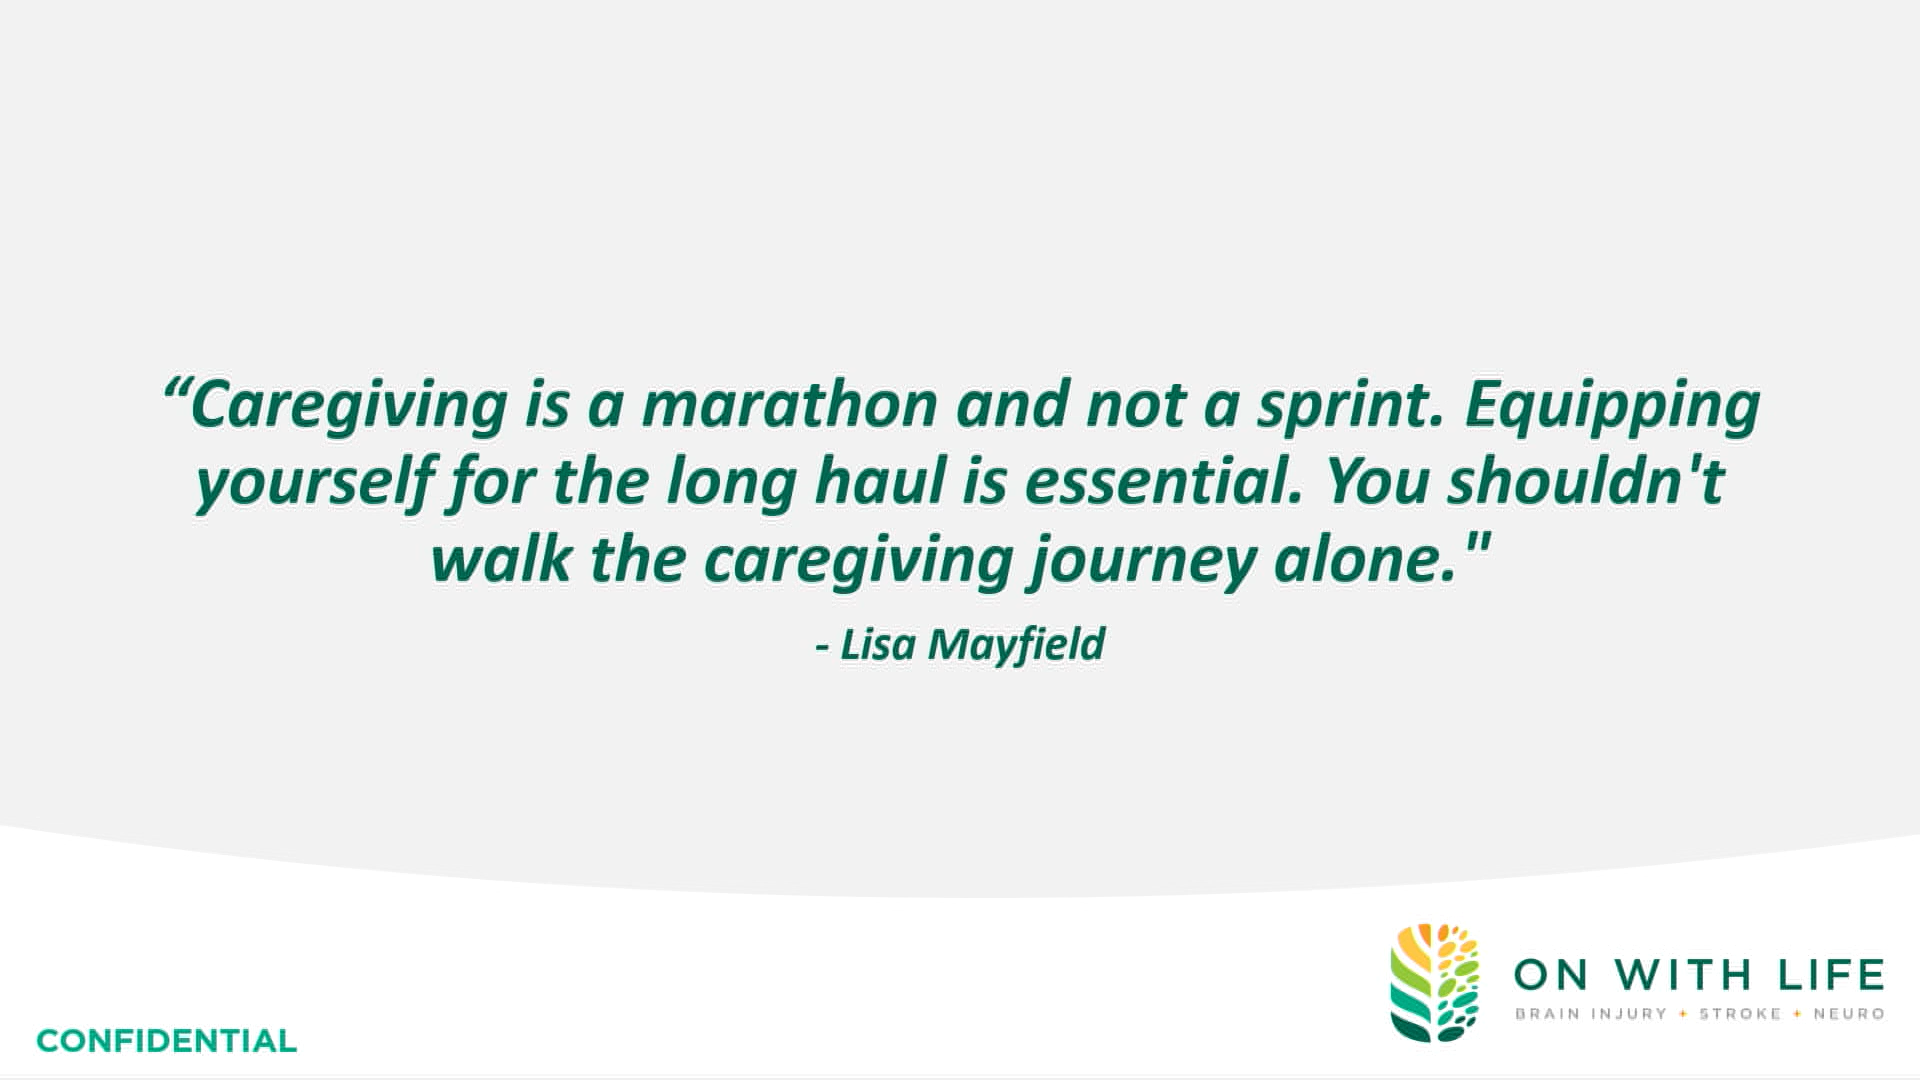 “Caregiving is a marathon and not a sprint. Equipping
yourself for the long haul is essential. You shouldn't
walk the caregiving journey alone."
- Lisa Mayfield
ON WITH LIFE
BRAIN INJURY + STROKE + NEURO
CONFIDENTIAL